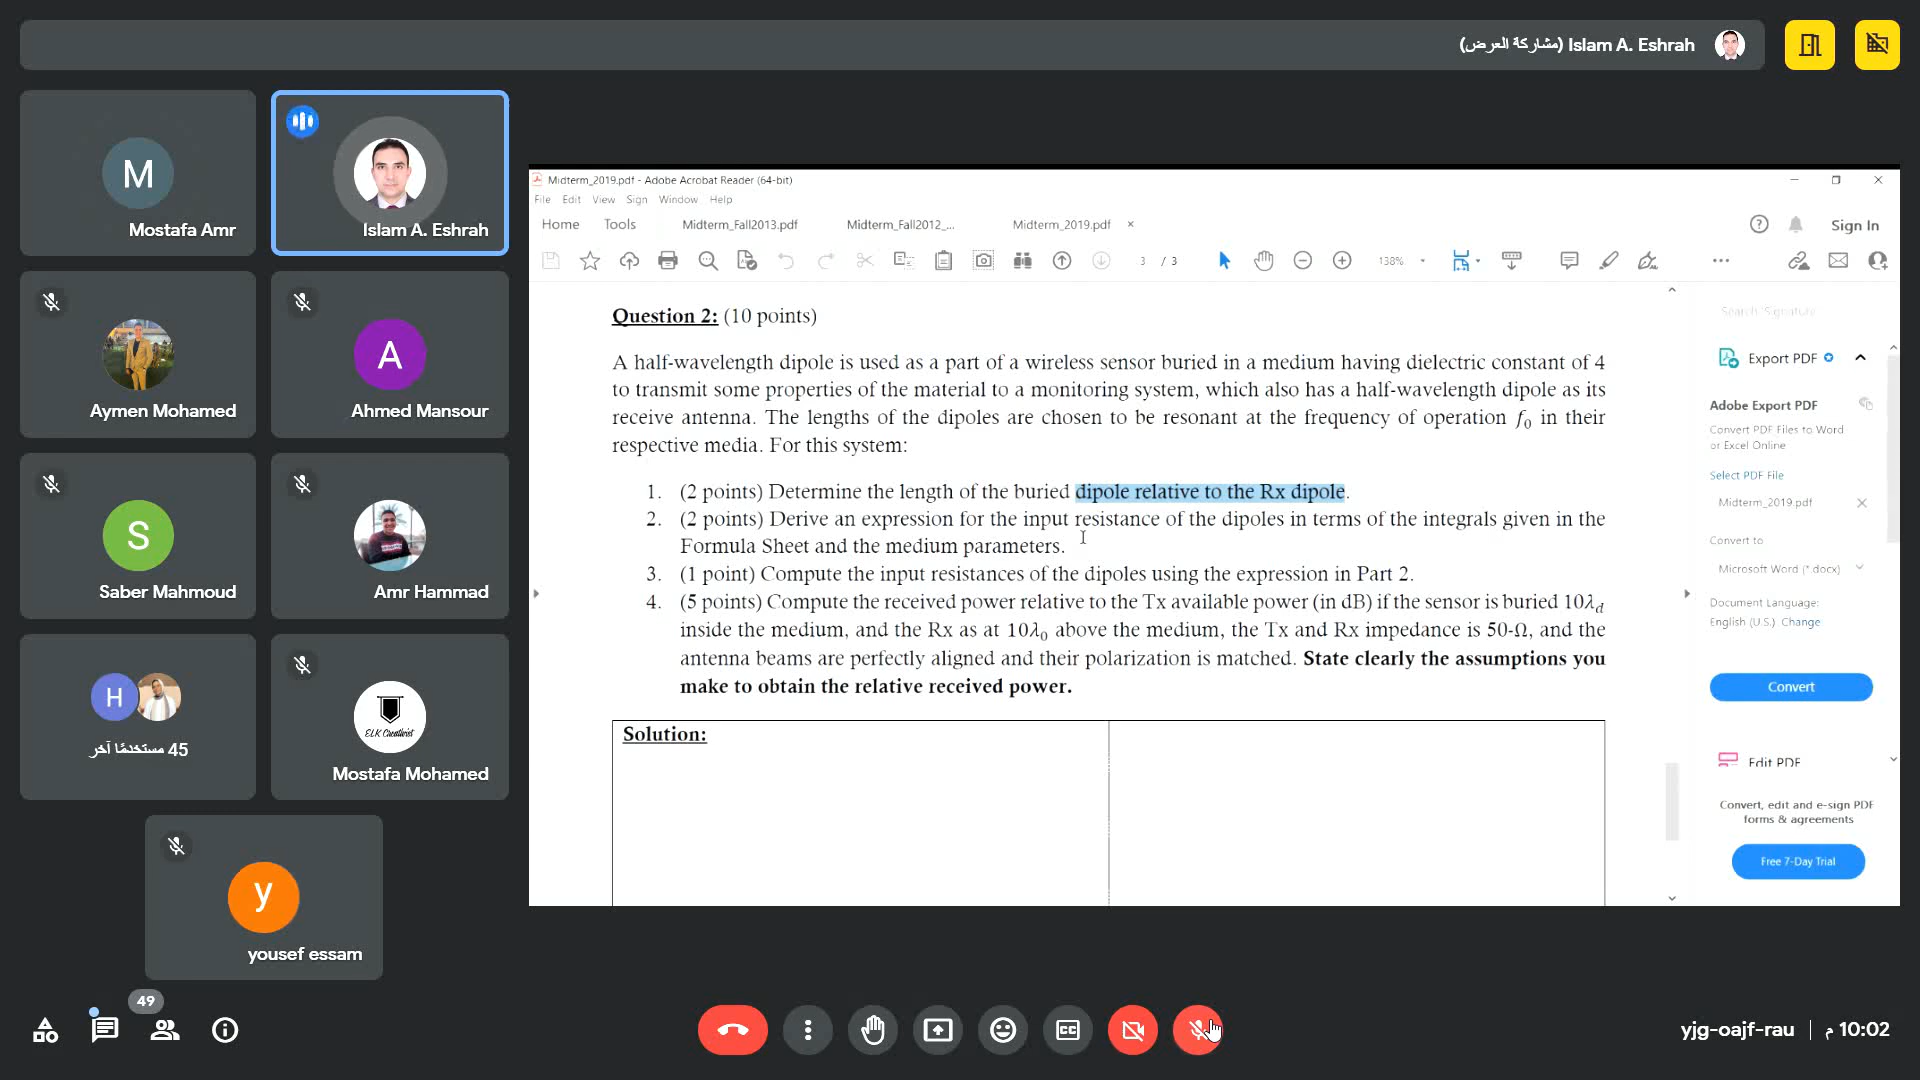 Islam A. Eshrah (مشاركة العرض)
M
Mostafa Amr
Islam A. Eshrah
Aymen Mohamed
A
Ahmed Mansour
S
Saber Mahmoud
Amr Hammad
H
45 مستخدمًا آخر
ELK Creativist
Mostafa Mohamed
y
yousef essam
Midterm_2019.pdf - Adobe Acrobat Reader (64-bit)
File Edit View Sign Window Help
Home Tools Midterm_Fall2013.pdf Midterm_Fall2012_... Midterm_2019.pdf ×
Sign In
3 / 3 138%
Question 2: (10 points)
A half-wavelength dipole is used as a part of a wireless sensor buried in a medium having dielectric constant of 4
to transmit some properties of the material to a monitoring system, which also has a half-wavelength dipole as its
receive antenna. The lengths of the dipoles are chosen to be resonant at the frequency of operation f₀ in their
respective media. For this system:
1. (2 points) Determine the length of the buried dipole relative to the Rx dipole.
2. (2 points) Derive an expression for the input resistance of the dipoles in terms of the integrals given in the
Formula Sheet and the medium parameters.
3. (1 point) Compute the input resistances of the dipoles using the expression in Part 2.
4. (5 points) Compute the received power relative to the Tx available power (in dB) if the sensor is buried 10λd
inside the medium, and the Rx as at 10λ₀ above the medium, the Tx and Rx impedance is 50-Ω, and the
antenna beams are perfectly aligned and their polarization is matched. State clearly the assumptions you
make to obtain the relative received power.
Solution:
Search 'Signature
Export PDF
Adobe Export PDF
Convert PDF Files to Word
or Excel Online
Select PDF File
Midterm_2019.pdf
Convert to
Microsoft Word (*.docx)
Document Language:
English (U.S.) Change
Convert
Edit PDF
Convert, edit and e-sign PDF
forms & agreements
Free 7-Day Trial
49
CC
yjg-oajf-rau | 10:02 م